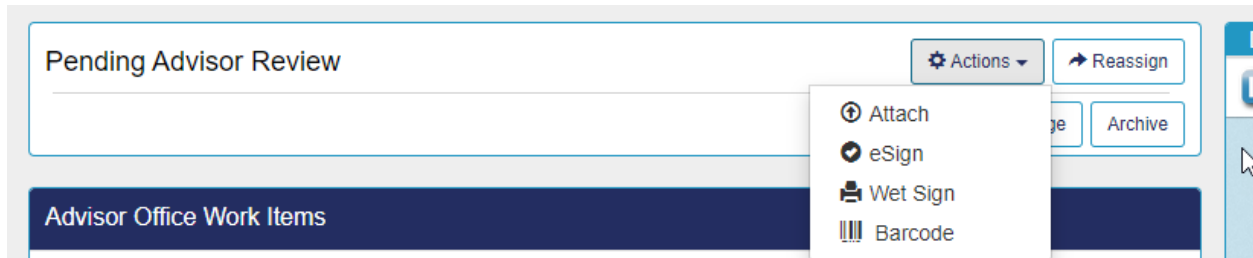 Pending Advisor Review
Actions
Reassign
Attach
Archive
eSign
Wet Sign
Advisor Office Work Items
Barcode